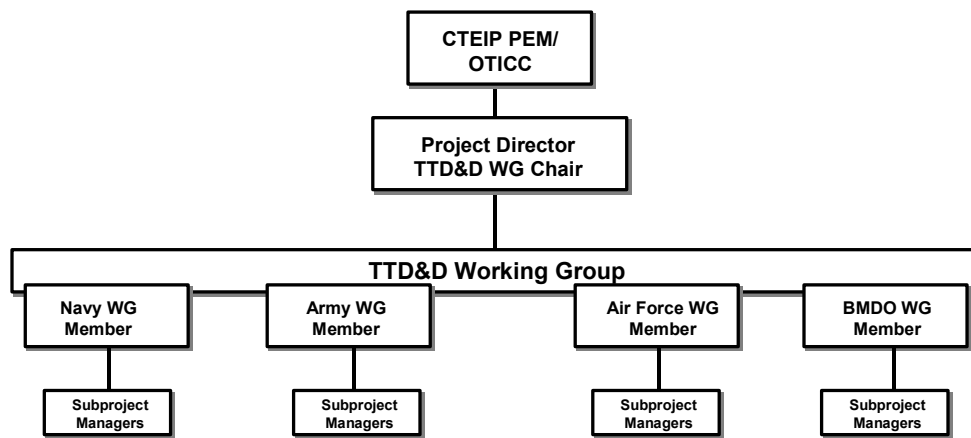 CTEIP PEM/
OTICC
Project Director
TTD&D WG Chair
TTD&D Working Group
Navy WG
Member
Army WG
Member
Air Force WG
Member
BMDO WG
Member
Subproject
Managers
Subproject
Managers
Subproject
Managers
Subproject
Managers